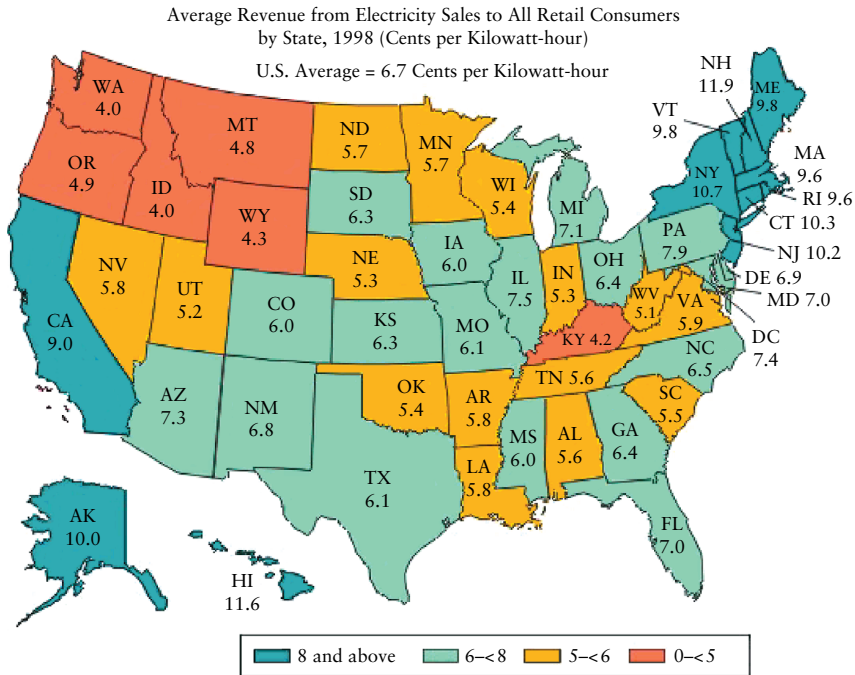 Average Revenue from Electricity Sales to All Retail Consumers
by State, 1998 (Cents per Kilowatt-hour)
U.S. Average = 6.7 Cents per Kilowatt-hour
WA
4.0
OR
4.9
ID
4.0
MT
4.8
WY
4.3
ND
5.7
SD
6.3
MN
5.7
WI
5.4
NE
5.3
IA
6.0
NV
5.8
UT
5.2
CO
6.0
KS
6.3
MO
6.1
IL
7.5
IN
5.3
MI
7.1
OH
6.4
KY 4.2
WV
5.1
VA
5.9
PA
7.9
NY
10.7
VT
9.8
NH
11.9
ME
9.8
MA
9.6
RI 9.6
CT 10.3
NJ 10.2
DE 6.9
MD 7.0
DC
7.4
CA
9.0
AZ
7.3
NM
6.8
OK
5.4
AR
5.8
TN 5.6
NC
6.5
SC
5.5
TX
6.1
LA
5.8
MS
6.0
AL
5.6
GA
6.4
FL
7.0
AK
10.0
HI
11.6
8 and above
6–<8
5–<6
0–<5